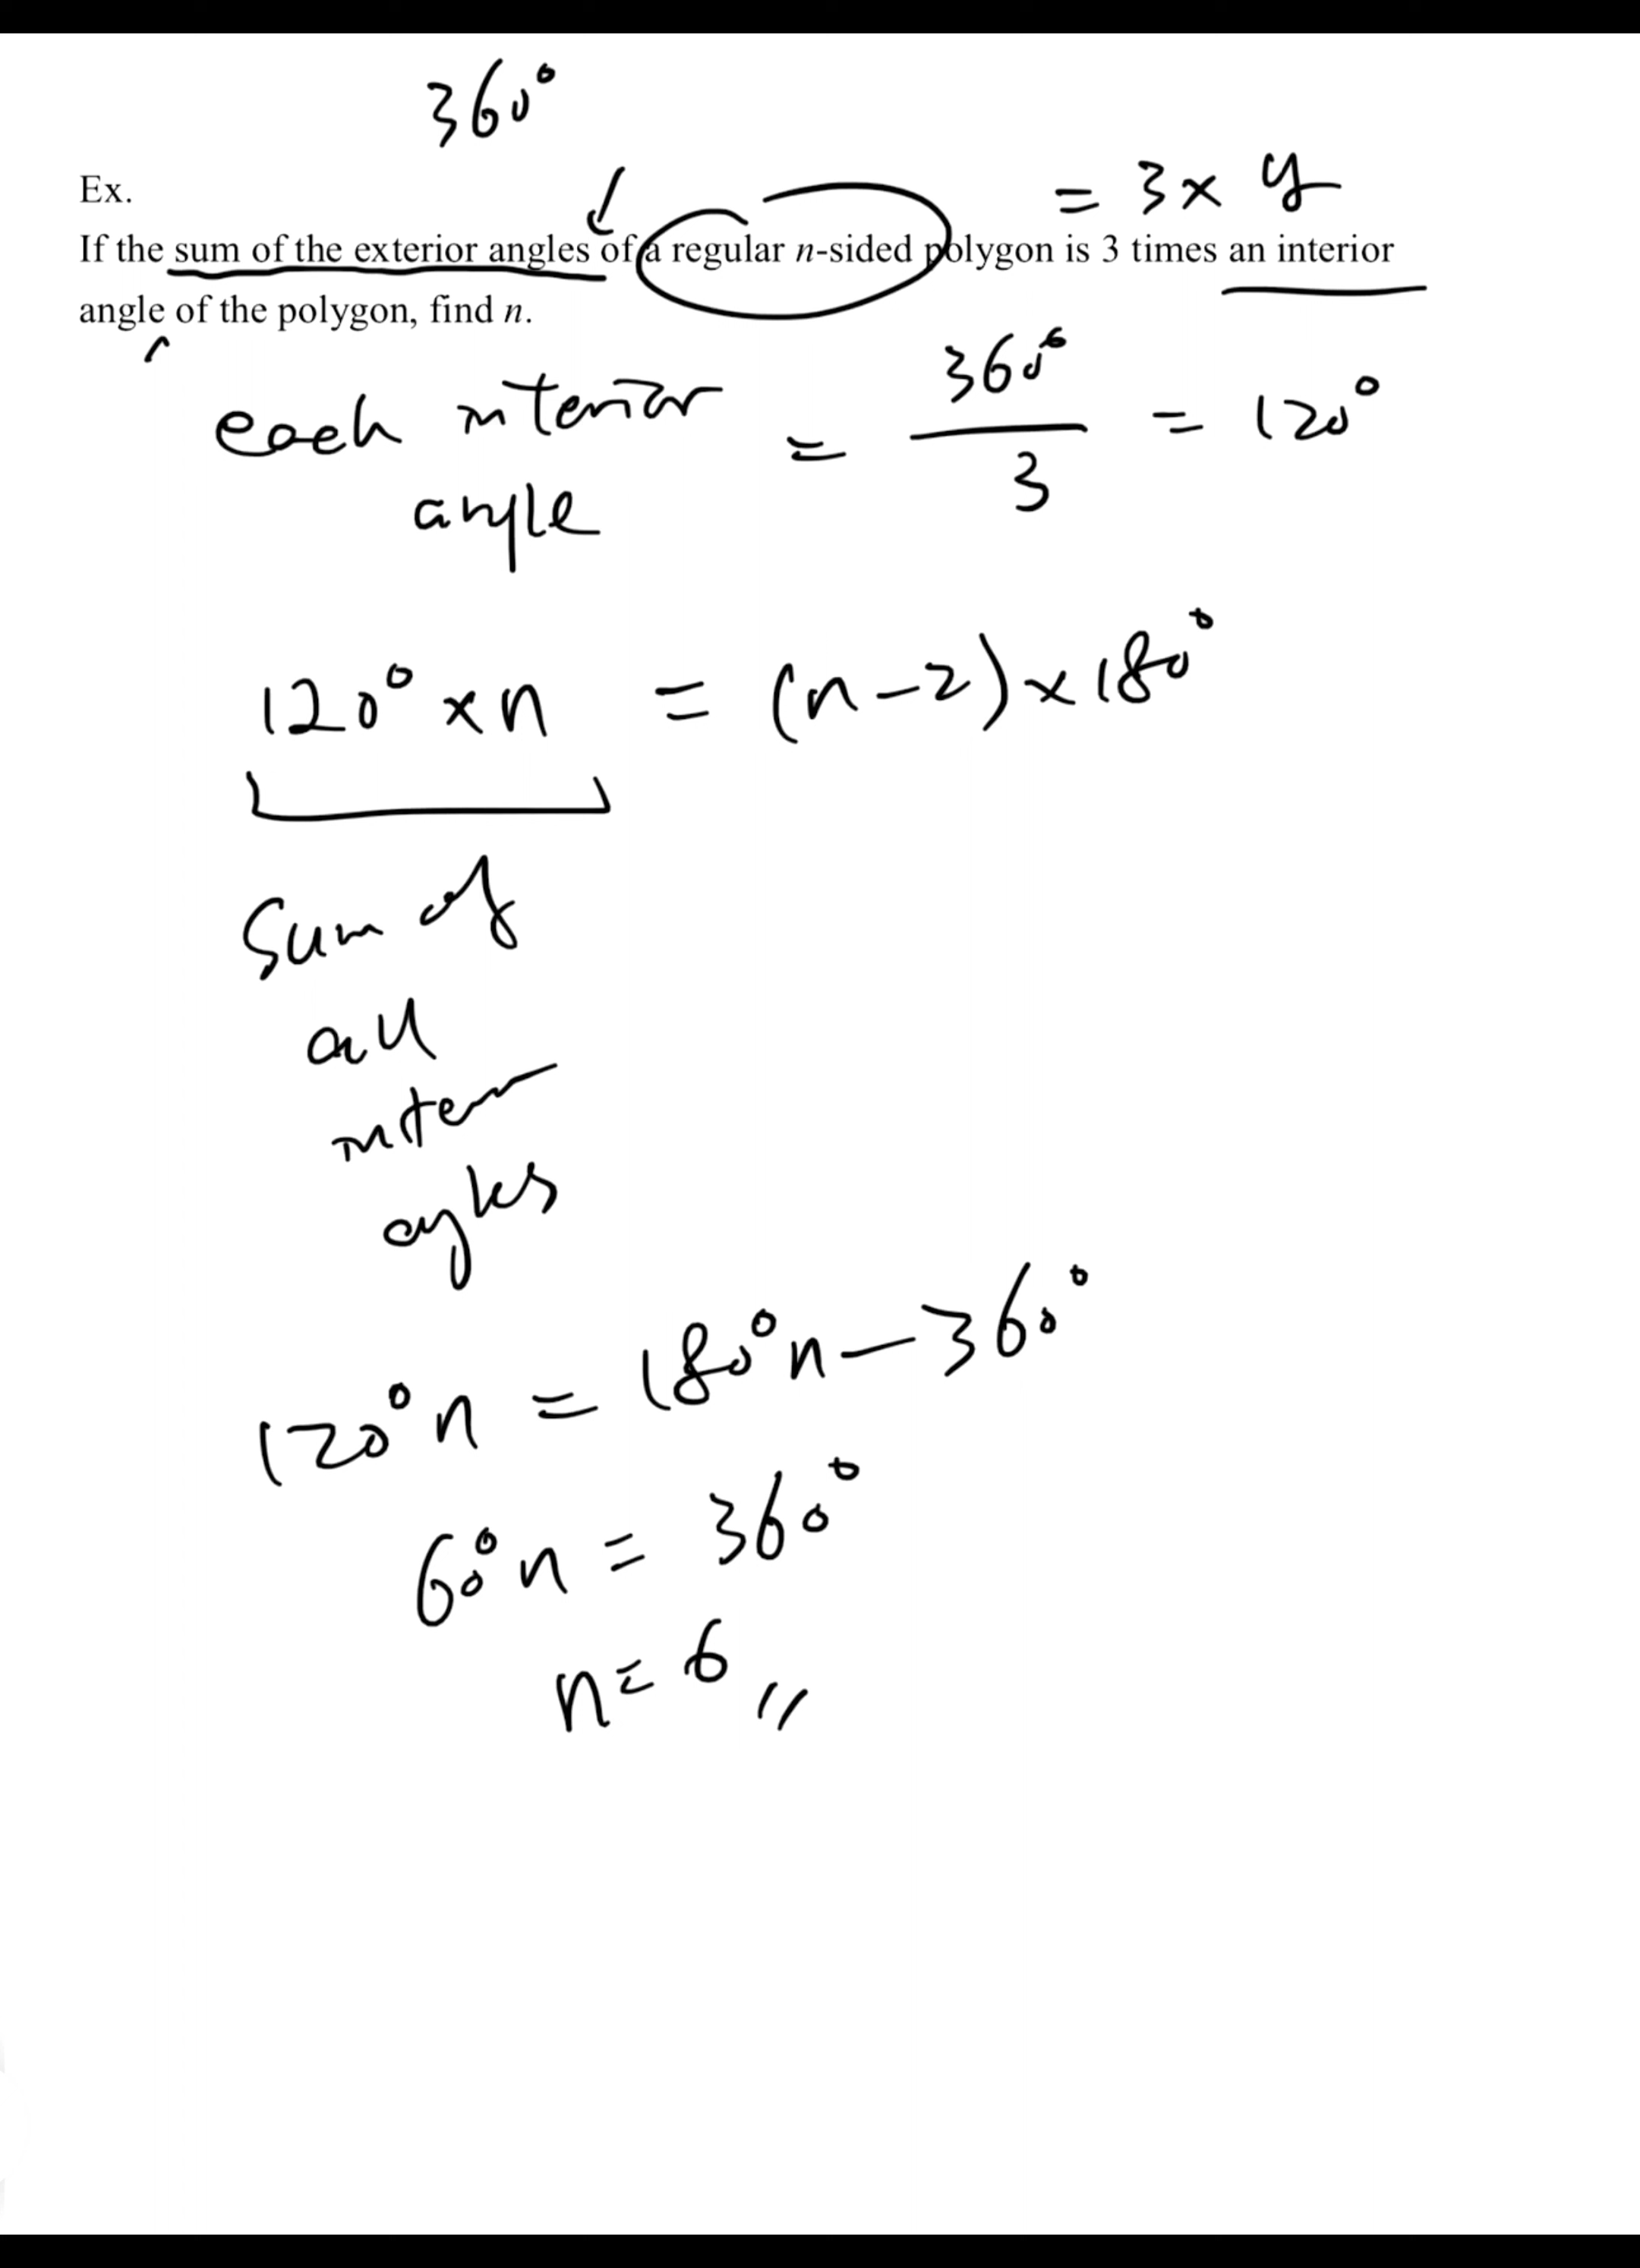 360°
= 3 × y
Ex.
If the sum of the exterior angles of a regular n-sided polygon is 3 times an interior
angle of the polygon, find n.
each interior angle = 360° / 3 = 120°
120° × n = (n − 2) × 180°
Sum of
all
interior
angles
120° n = 180° n − 360°
60° n = 360°
n = 6 //